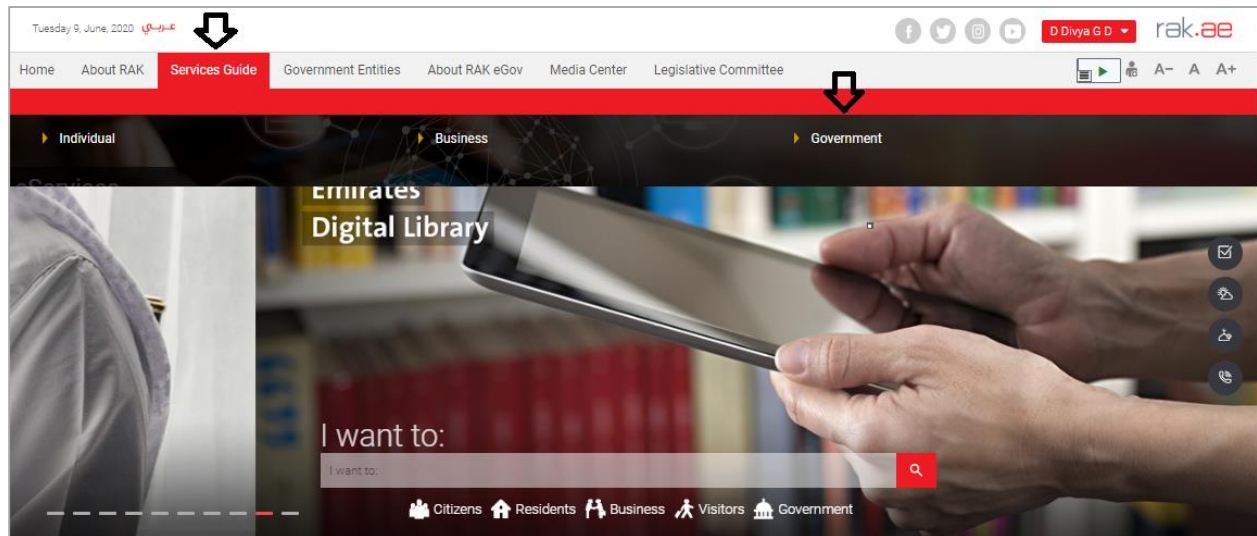 Tuesday 9, June, 2020 عربي
D Divya G D
rak.ae
Home About RAK Services Guide Government Entities About RAK eGov Media Center Legislative Committee A- A A+
Individual Business Government
eServices
Emirates
Digital Library
I want to:
I want to:
Citizens Residents Business Visitors Government